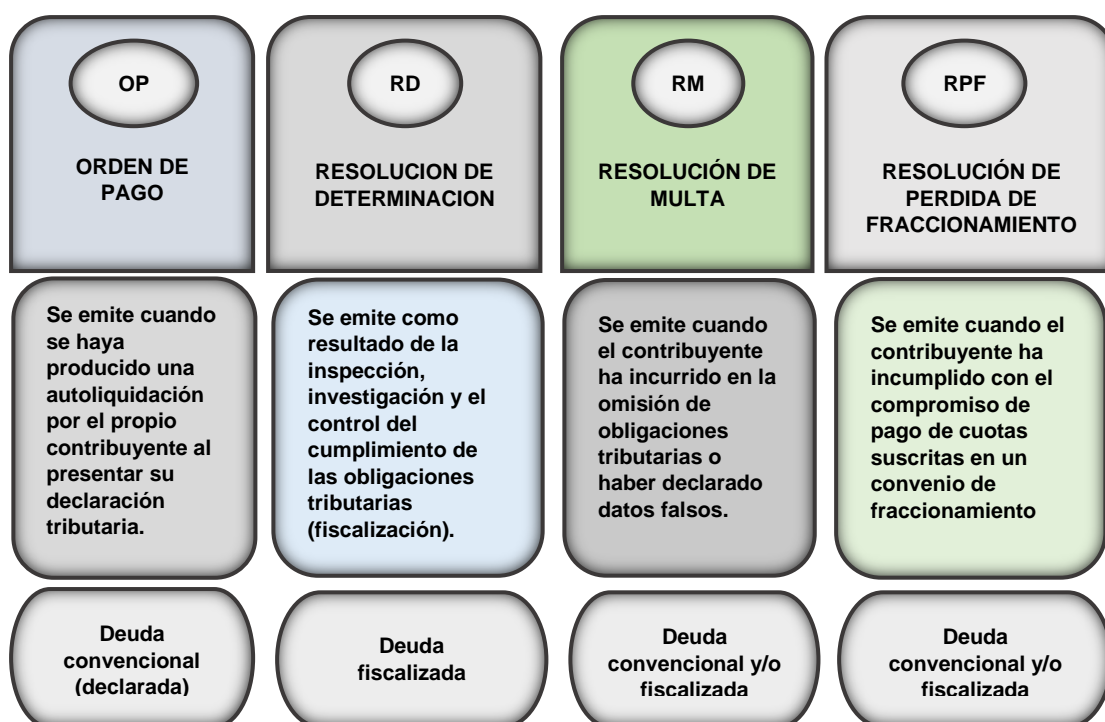 OP
ORDEN DE
PAGO
Se emite cuando
se haya
producido una
autoliquidación
por el propio
contribuyente al
presentar su
declaración
tributaria.
Deuda
convencional
(declarada)
RD
RESOLUCION DE
DETERMINACION
Se emite como
resultado de la
inspección,
investigación y el
control del
cumplimiento de
las obligaciones
tributarias
(fiscalización).
Deuda
fiscalizada
RM
RESOLUCIÓN DE
MULTA
Se emite cuando
el contribuyente
ha incurrido en la
omisión de
obligaciones
tributarias o
haber declarado
datos falsos.
Deuda
convencional y/o
fiscalizada
RPF
RESOLUCIÓN DE
PERDIDA DE
FRACCIONAMIENTO
Se emite cuando el
contribuyente ha
incumplido con el
compromiso de
pago de cuotas
suscritas en un
convenio de
fraccionamiento
Deuda
convencional y/o
fiscalizada